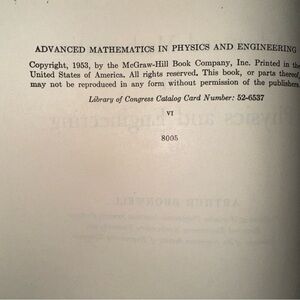 ADVANCED MATHEMATICS IN PHYSICS AND ENGINEERING
Copyright, 1953, by the McGraw-Hill Book Company, Inc. Printed in the
United States of America. All rights reserved. This book, or parts thereof,
may not be reproduced in any form without permission of the publishers.
Library of Congress Catalog Card Number: 52-6537
VI
8005
ARTHUR BRONWELL